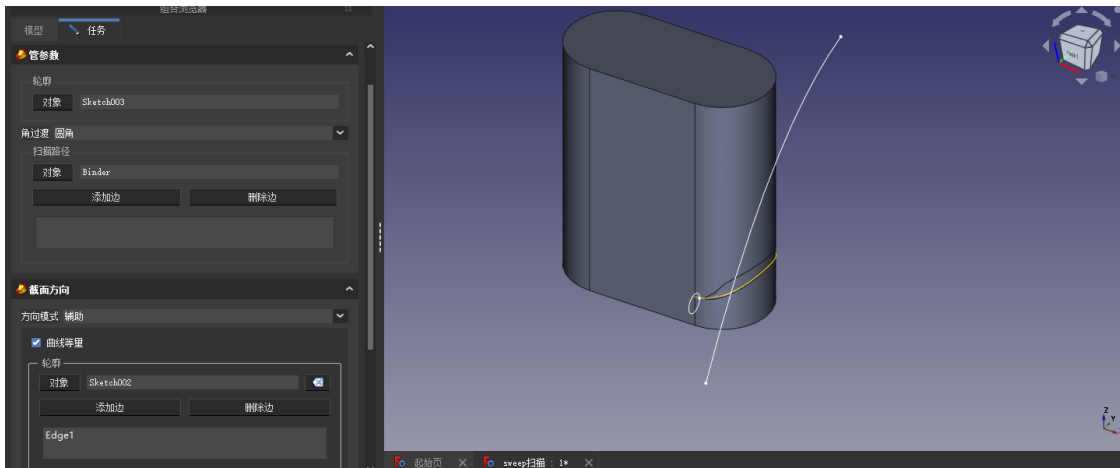 组合浏览器
模型
任务
管参数
轮廓
对象 Sketch003
角过渡 圆角
扫描路径
对象 Binder
添加边 删除边
截面方向
方向模式 辅助
曲线等量
轮廓
对象 Sketch002
添加边 删除边
Edge1
起始页
sweep扫描 : 1*
Z
Y